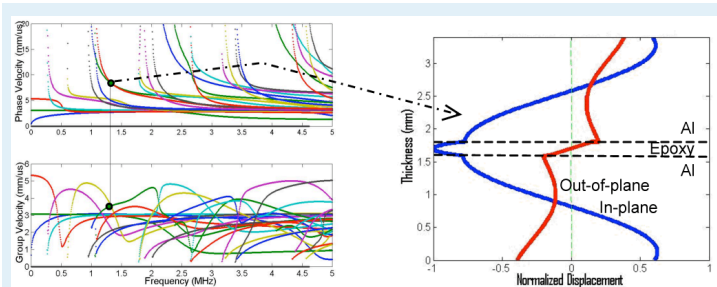 Phase Velocity (mm/us)
20
15
10
5
0
0 0.5 1 1.5 2 2.5 3 3.5 4 4.5 5
Group Velocity (mm/us)
6
5
4
3
2
1
0
0 0.5 1 1.5 2 2.5 3 3.5 4 4.5 5
Frequency (MHz)
Thickness (mm)
3
2.5
2
1.5
1
0.5
0
-1 -0.5 0 0.5 1
Normalized Displacement
Al
Epoxy
Al
Out-of-plane
In-plane